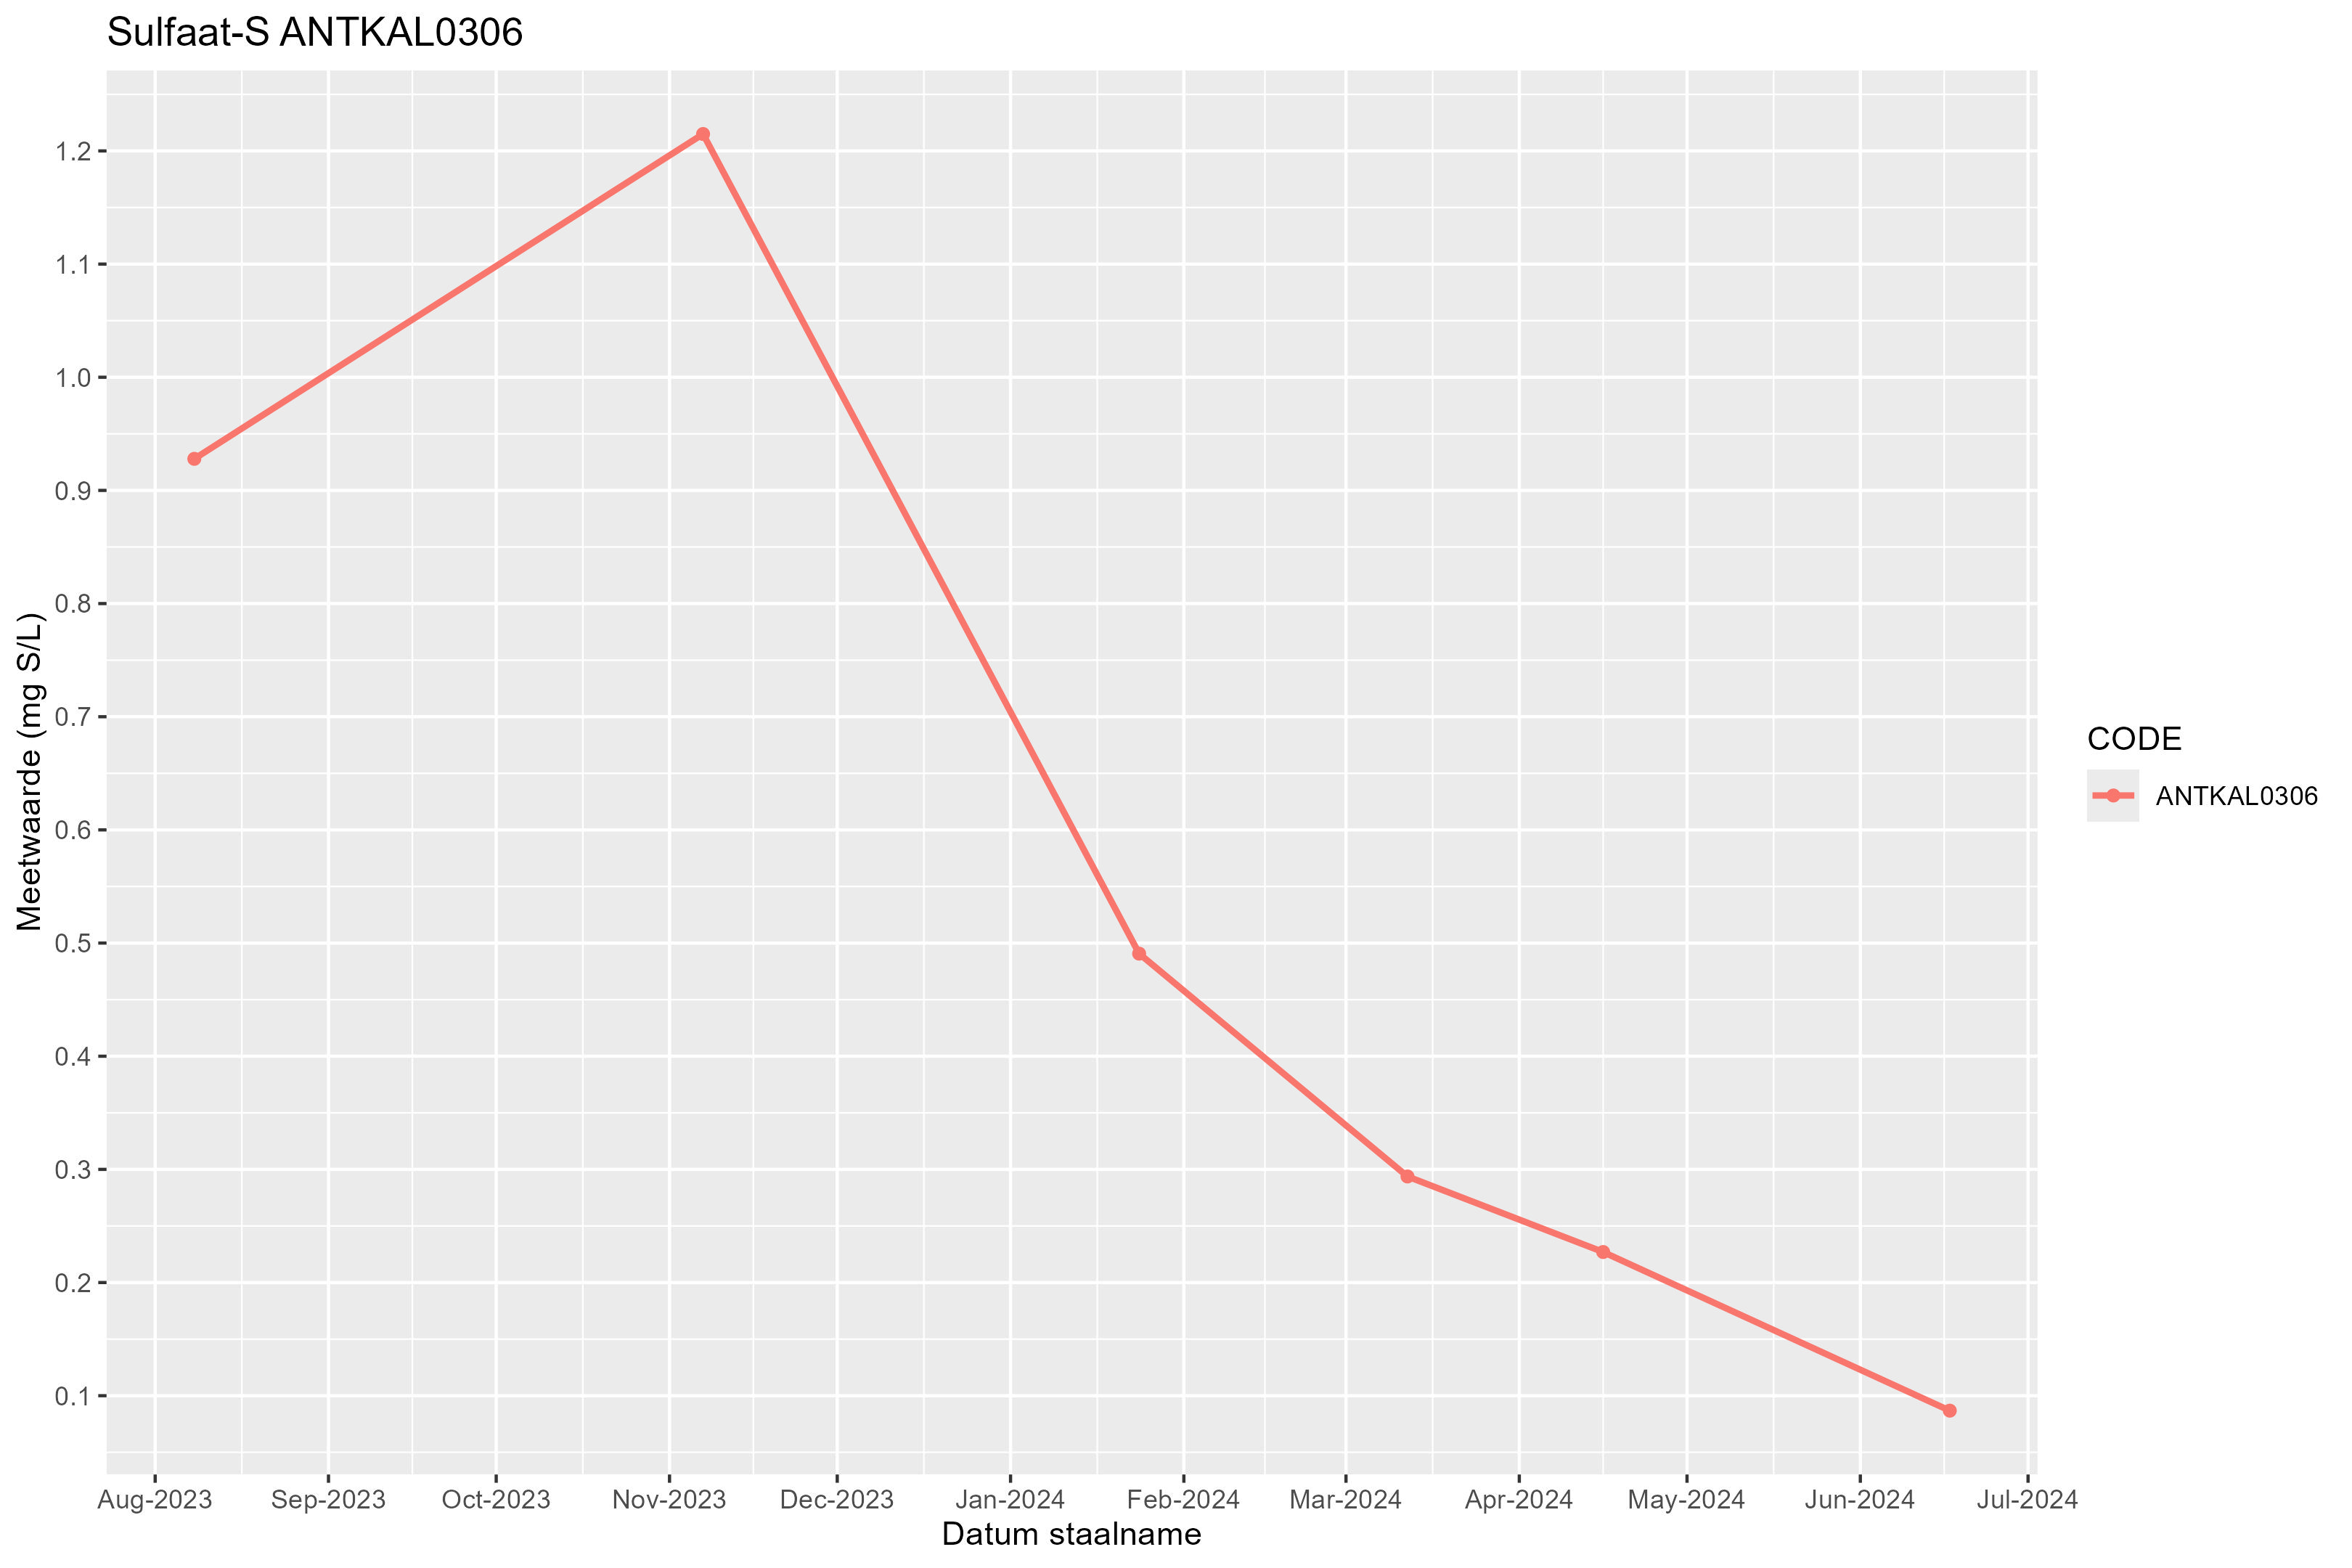 Sulfaat-S ANTKAL0306
1.2
1.1
1.0
0.9
0.8
0.7
0.6
0.5
0.4
0.3
0.2
0.1
Meetwaarde (mg S/L)
Aug-2023 Sep-2023 Oct-2023 Nov-2023 Dec-2023 Jan-2024 Feb-2024 Mar-2024 Apr-2024 May-2024 Jun-2024 Jul-2024
Datum staalname
CODE
ANTKAL0306